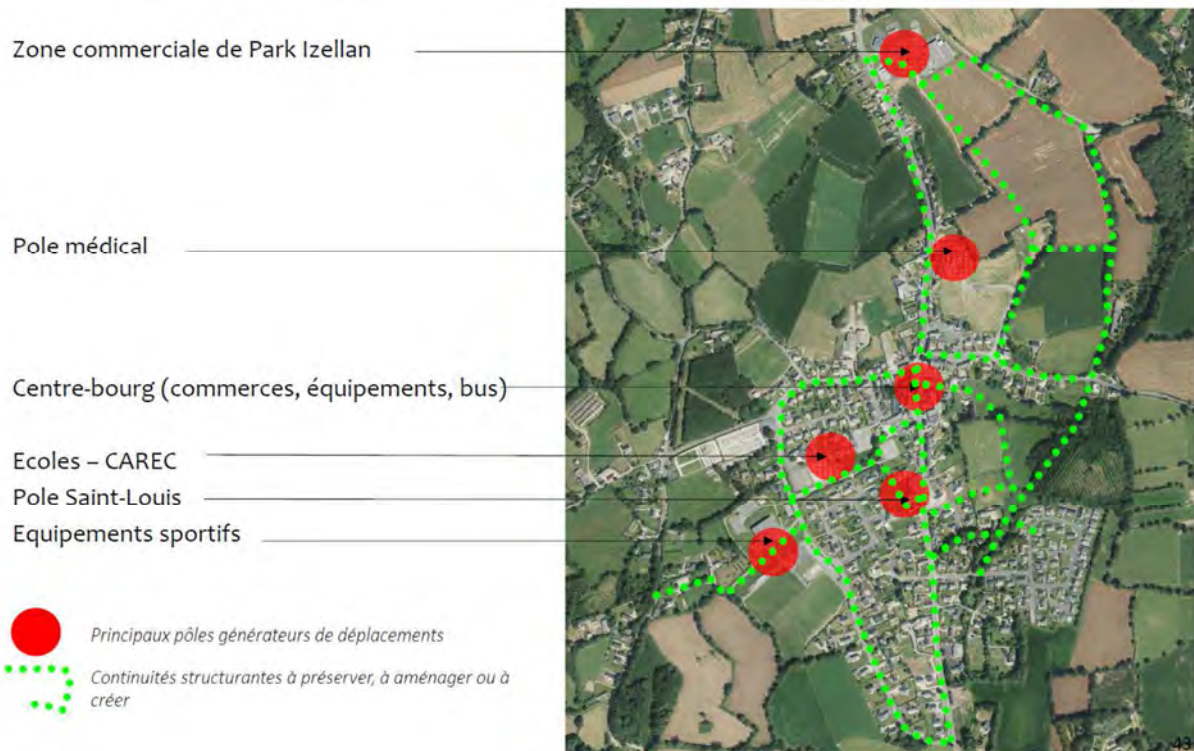 Zone commerciale de Park Izellan
Pole médical
Centre-bourg (commerces, équipements, bus)
Ecoles – CAREC
Pole Saint-Louis
Equipements sportifs
Principaux pôles générateurs de déplacements
Continuités structurantes à préserver, à aménager ou à
créer
43